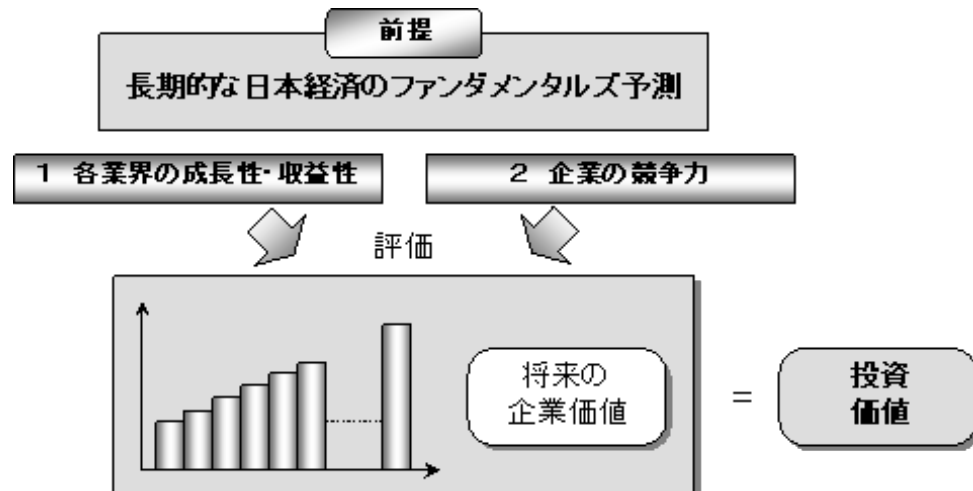 前提
長期的な日本経済のファンダメンタルズ予測
1 各業界の成長性・収益性
2 企業の競争力
評価
将来の
企業価値
=
投資
価値